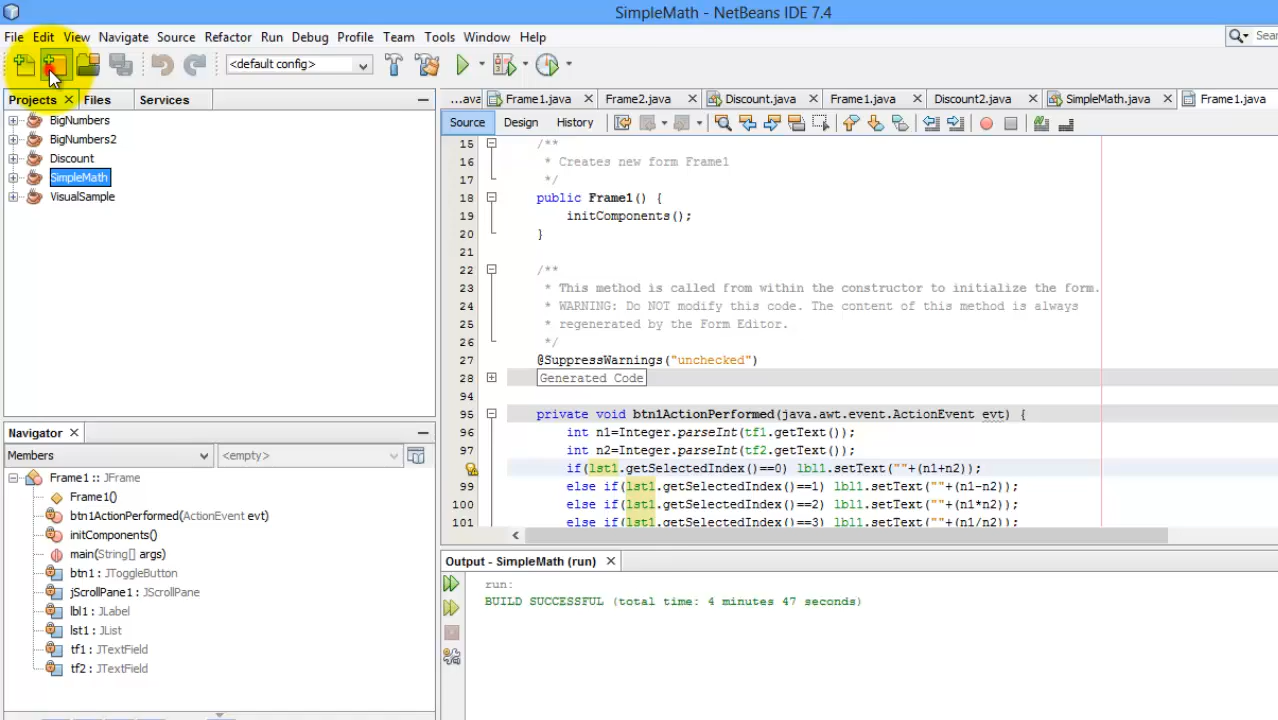 SimpleMath - NetBeans IDE 7.4
File Edit View Navigate Source Refactor Run Debug Profile Team Tools Window Help
Sear
<default config>
Projects Files Services
BigNumbers
BigNumbers2
Discount
SimpleMath
VisualSample
Navigator
Members <empty>
Frame1 :: JFrame
Frame1()
btn1ActionPerformed(ActionEvent evt)
initComponents()
main(String[] args)
btn1 : JToggleButton
jScrollPane1 : JScrollPane
lbl1 : JLabel
lst1 : JList
tf1 : JTextField
tf2 : JTextField
...ava Frame1.java Frame2.java Discount.java Frame1.java Discount2.java SimpleMath.java Frame1.java
Source Design History
15 /**
16 * Creates new form Frame1
17 */
18 public Frame1() {
19 initComponents();
20 }
21
22 /**
23 * This method is called from within the constructor to initialize the form.
24 * WARNING: Do NOT modify this code. The content of this method is always
25 * regenerated by the Form Editor.
26 */
27 @SuppressWarnings("unchecked")
28 Generated Code
94
95 private void btn1ActionPerformed(java.awt.event.ActionEvent evt) {
96 int n1=Integer.parseInt(tf1.getText());
97 int n2=Integer.parseInt(tf2.getText());
if(lst1.getSelectedIndex()==0) lbl1.setText(""+(n1+n2));
99 else if(lst1.getSelectedIndex()==1) lbl1.setText(""+(n1-n2));
100 else if(lst1.getSelectedIndex()==2) lbl1.setText(""+(n1*n2));
101 else if(lst1.getSelectedIndex()==3) lbl1.setText(""+(n1/n2));
Output - SimpleMath (run)
run:
BUILD SUCCESSFUL (total time: 4 minutes 47 seconds)